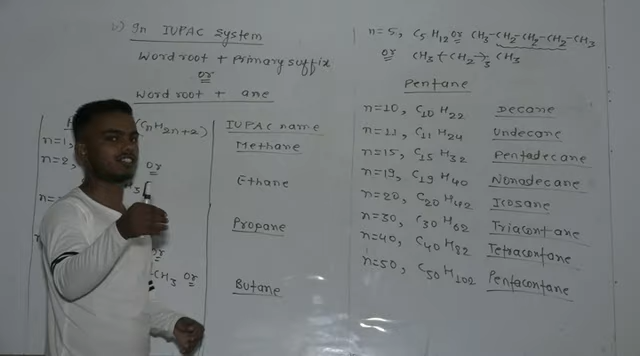 v) In IUPAC system
Word root + primary suffix
or
Word root + ane
(CnH2n+2)
IUPAC name
n=1,
Methane
n=2,
or
Ethane
n=
Propane
or
CH3 or
Butane
n=5, C5H12 or CH3-CH2-CH2-CH2-CH3
or CH3-(CH2)3-CH3
Pentane
n=10, C10H22 Decane
n=11, C11H24 Undecane
n=15, C15H32 Pentadecane
n=19, C19H40 Nonadecane
n=20, C20H42 Icosane
n=30, C30H62 Triacontane
n=40, C40H82 Tetracontane
n=50, C50H102 Pentacontane